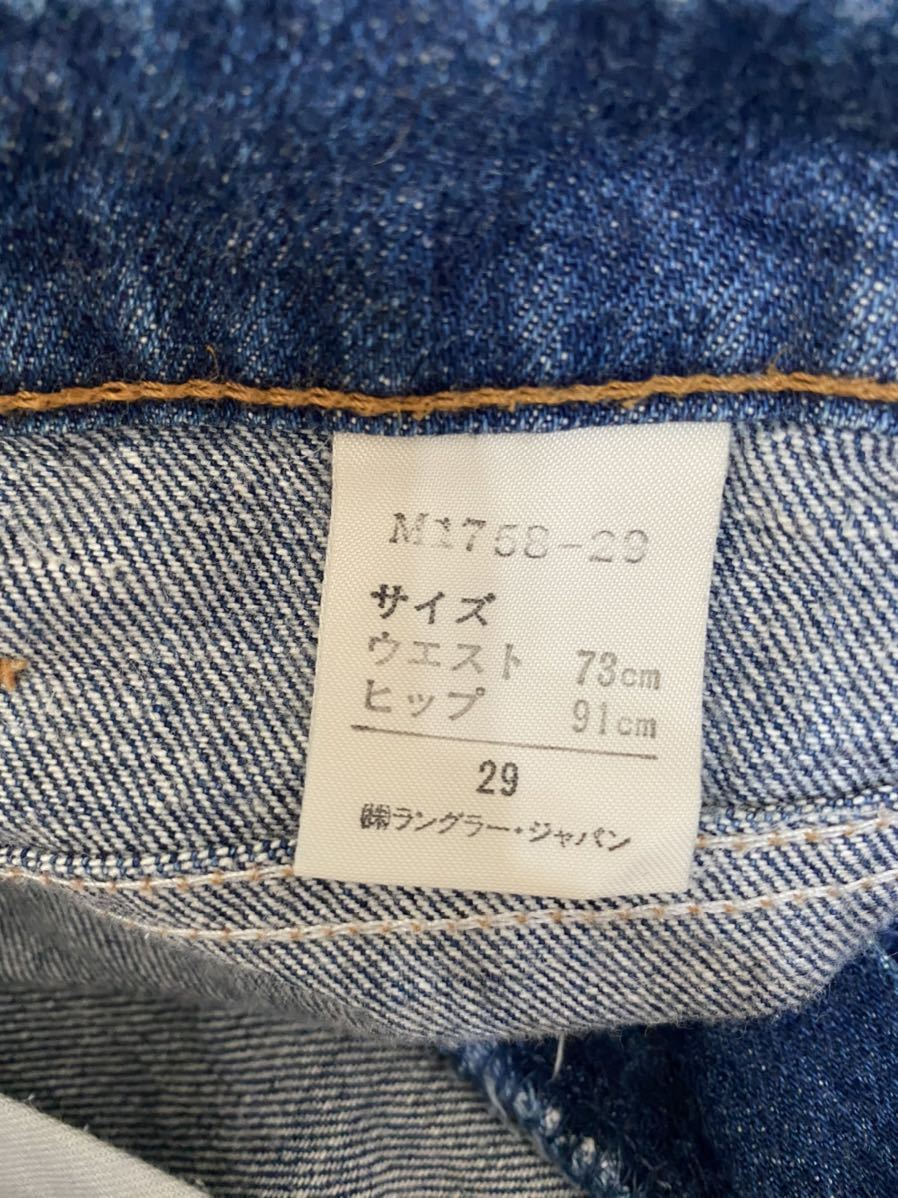 M1758-29
サイズ
ウエスト 73cm
ヒップ 91cm
29
㈱ラングラー・ジャパン